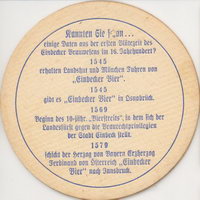 Kannten Sie schon ...
einige Daten aus der ersten Blütezeit des
Einbecker Brauwesens im 16. Jahrhundert?
1545
erhalten Landshut und München Fuhren von
„Einbecker Bier".
1545
gibt es „Einbecker Bier" in Osnabrück.
1569
Beginn des 10-jähr. „Bierstreits", in dem sich der
Landesfürst gegen die Braurechtsprivilegien
der Stadt Einbeck stellt.
1579
schickt der Herzog von Bayern Erzherzog
Ferdinand von Österreich „Einbecker
Bier" nach Innsbruck.